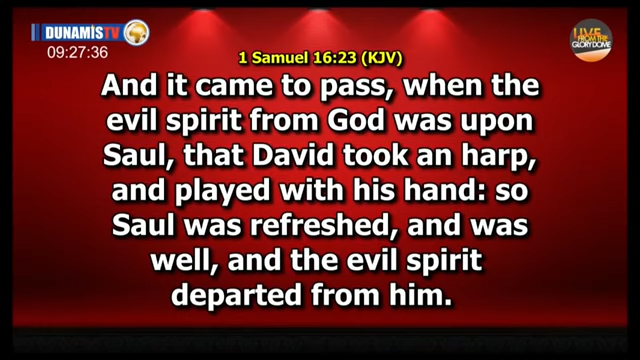 DUNAMIS TV
09:27:36
LIVE
FROM THE
GLORY DOME
1 Samuel 16:23 (KJV)
And it came to pass, when the
evil spirit from God was upon
Saul, that David took an harp,
and played with his hand: so
Saul was refreshed, and was
well, and the evil spirit
departed from him.